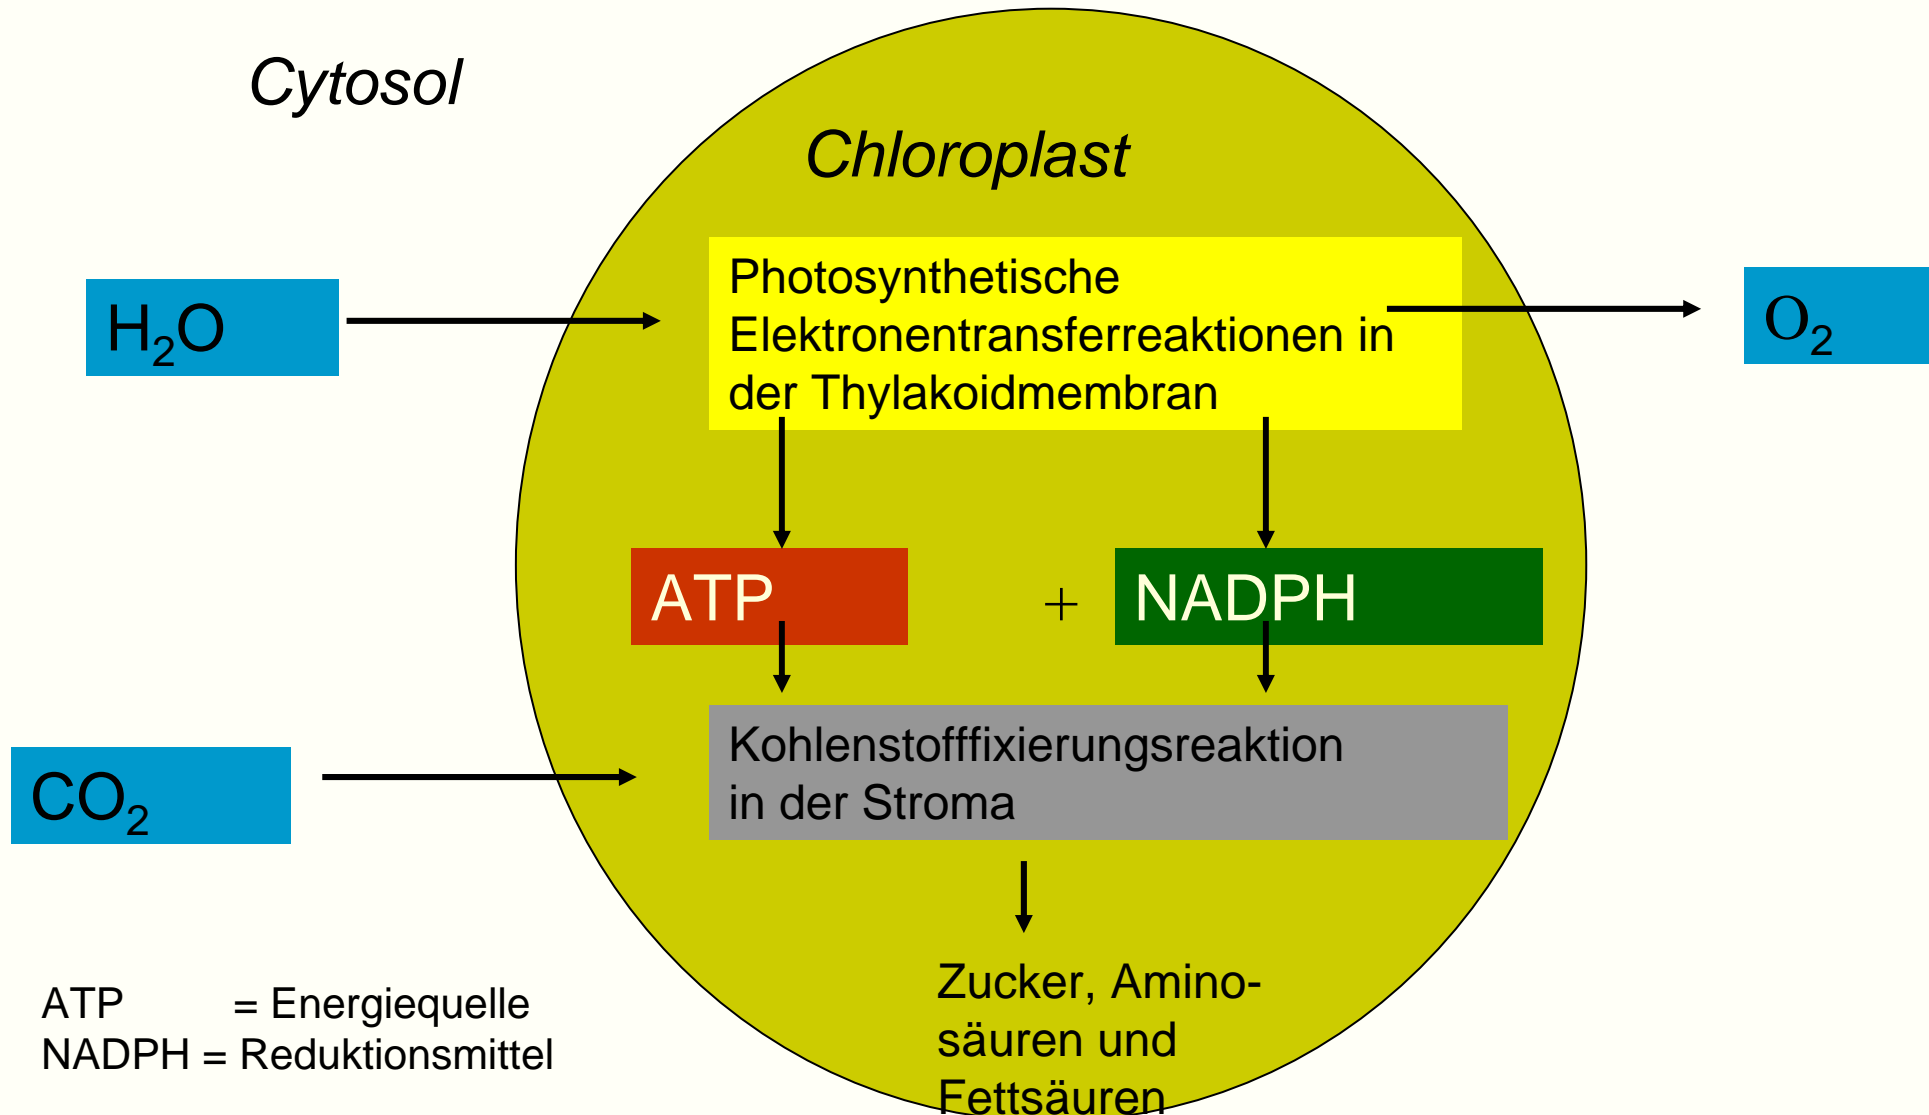 Cytosol
Chloroplast
H₂O
Photosynthetische
Elektronentransferreaktionen in
der Thylakoidmembran
O₂
ATP
+
NADPH
CO₂
Kohlenstofffixierungsreaktion
in der Stroma
Zucker, Amino-
säuren und
Fettsäuren
ATP = Energiequelle
NADPH = Reduktionsmittel